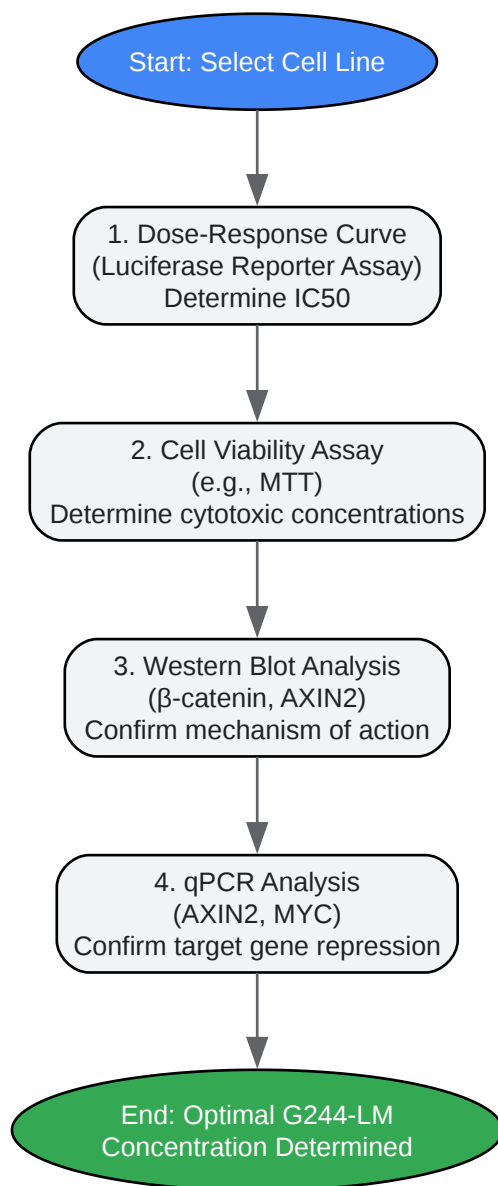 Start: Select Cell Line
1. Dose-Response Curve
(Luciferase Reporter Assay)
Determine IC50
2. Cell Viability Assay
(e.g., MTT)
Determine cytotoxic concentrations
3. Western Blot Analysis
(β-catenin, AXIN2)
Confirm mechanism of action
4. qPCR Analysis
(AXIN2, MYC)
Confirm target gene repression
End: Optimal G244-LM
Concentration Determined